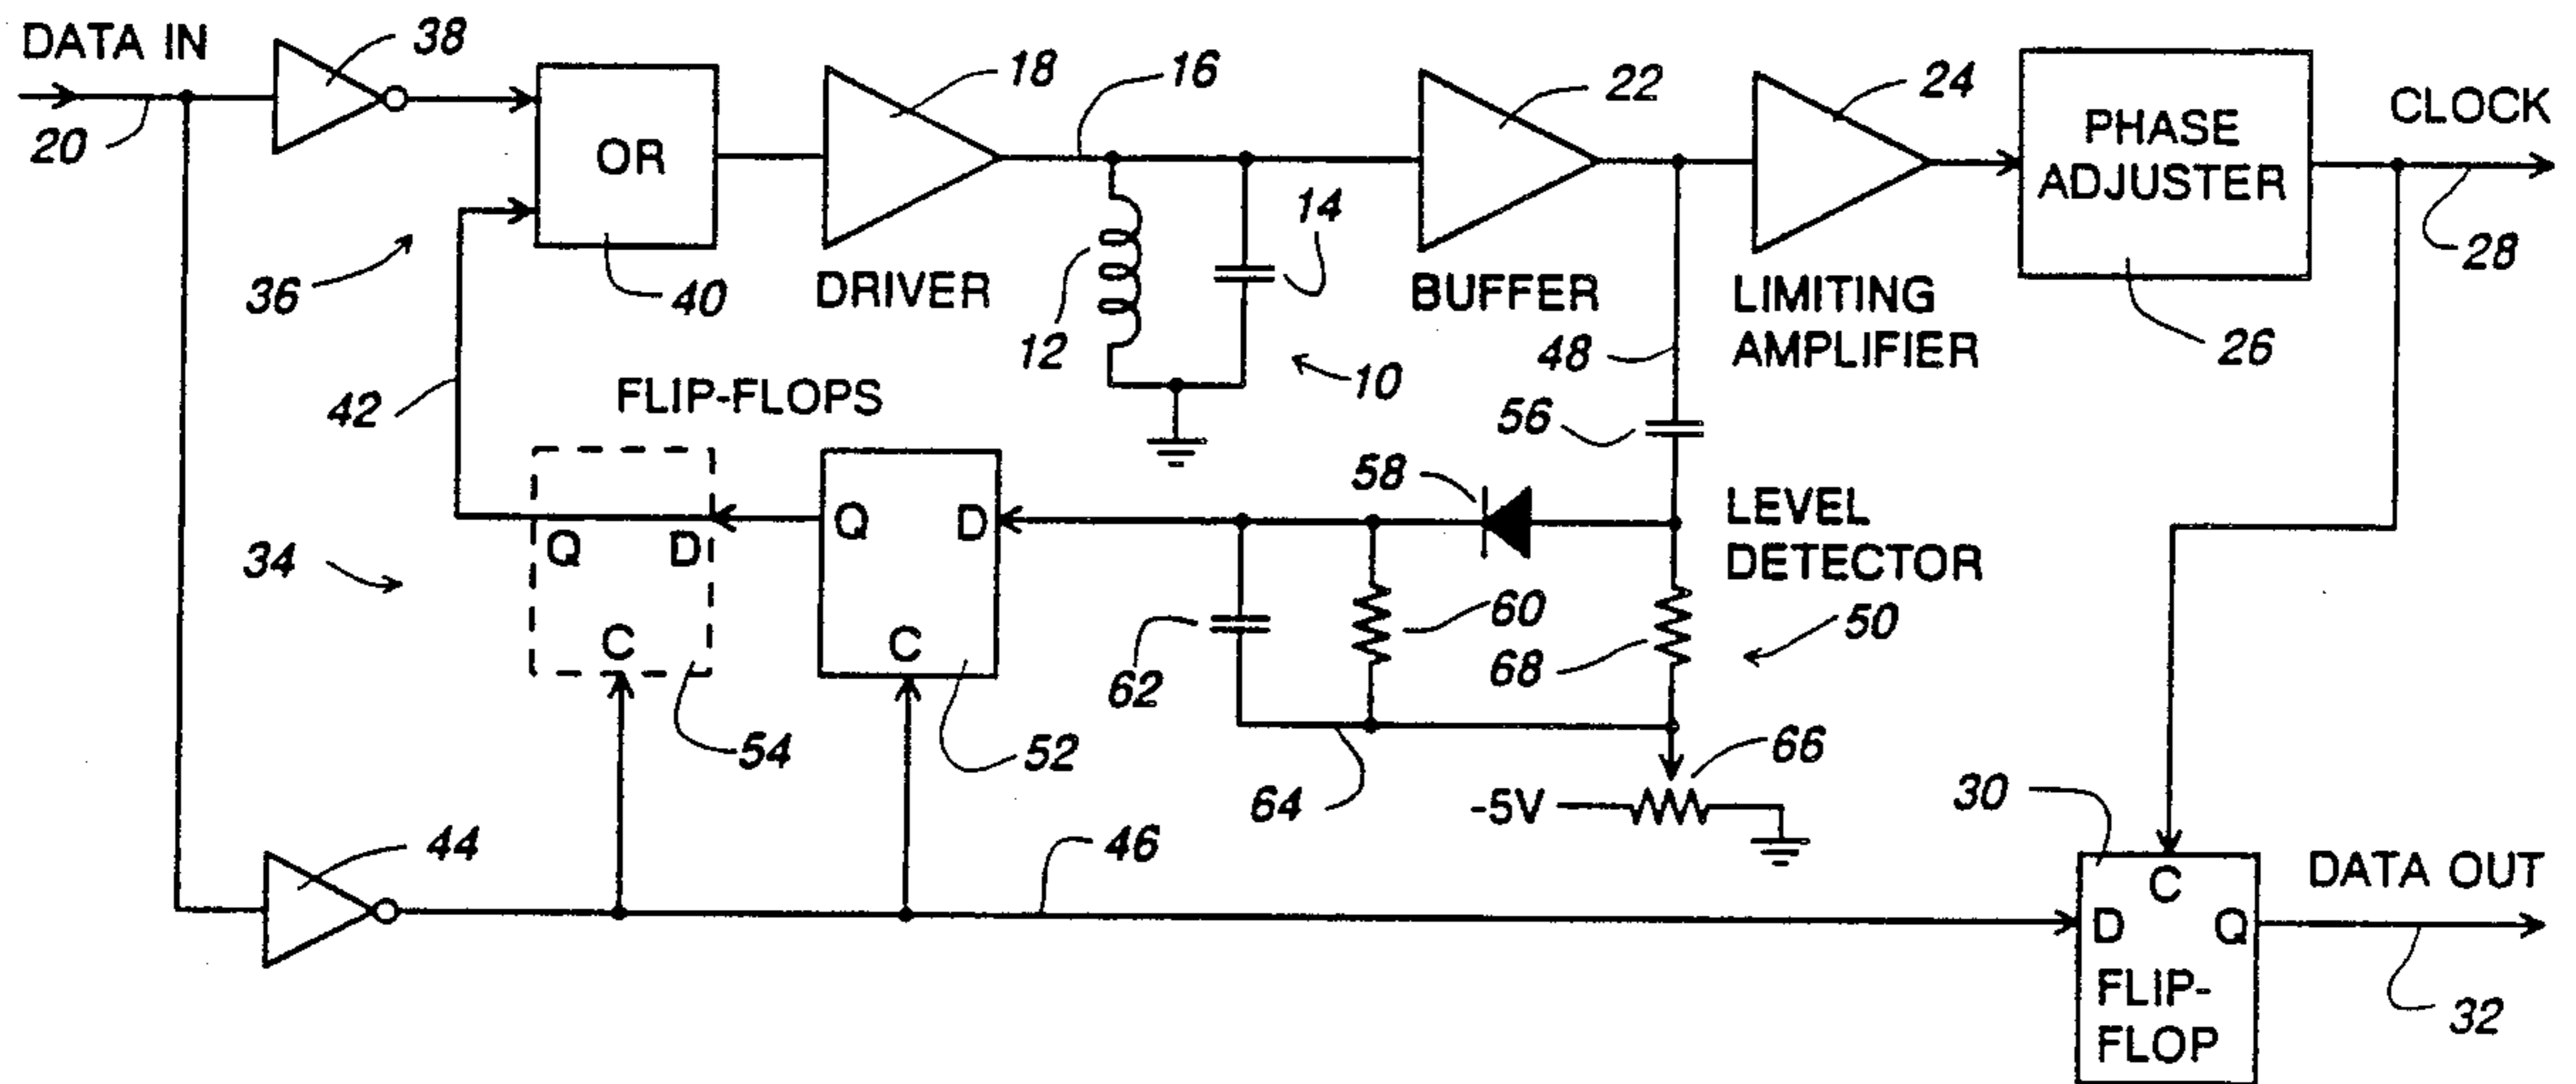 DATA IN
38
20
OR
40
36
42
18
DRIVER
16
12
14
10
22
BUFFER
24
LIMITING
AMPLIFIER
PHASE
ADJUSTER
26
CLOCK
28
48
56
FLIP-FLOPS
34
Q
D
C
54
Q
D
C
52
58
62
60
68
LEVEL
DETECTOR
50
64
66
-5V
44
46
30
C
D
Q
FLIP-
FLOP
DATA OUT
32